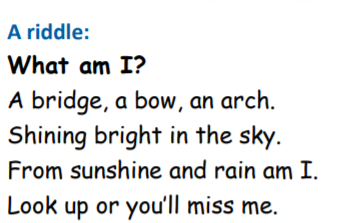 A riddle:
What am I?
A bridge, a bow, an arch.
Shining bright in the sky.
From sunshine and rain am I.
Look up or you'll miss me.